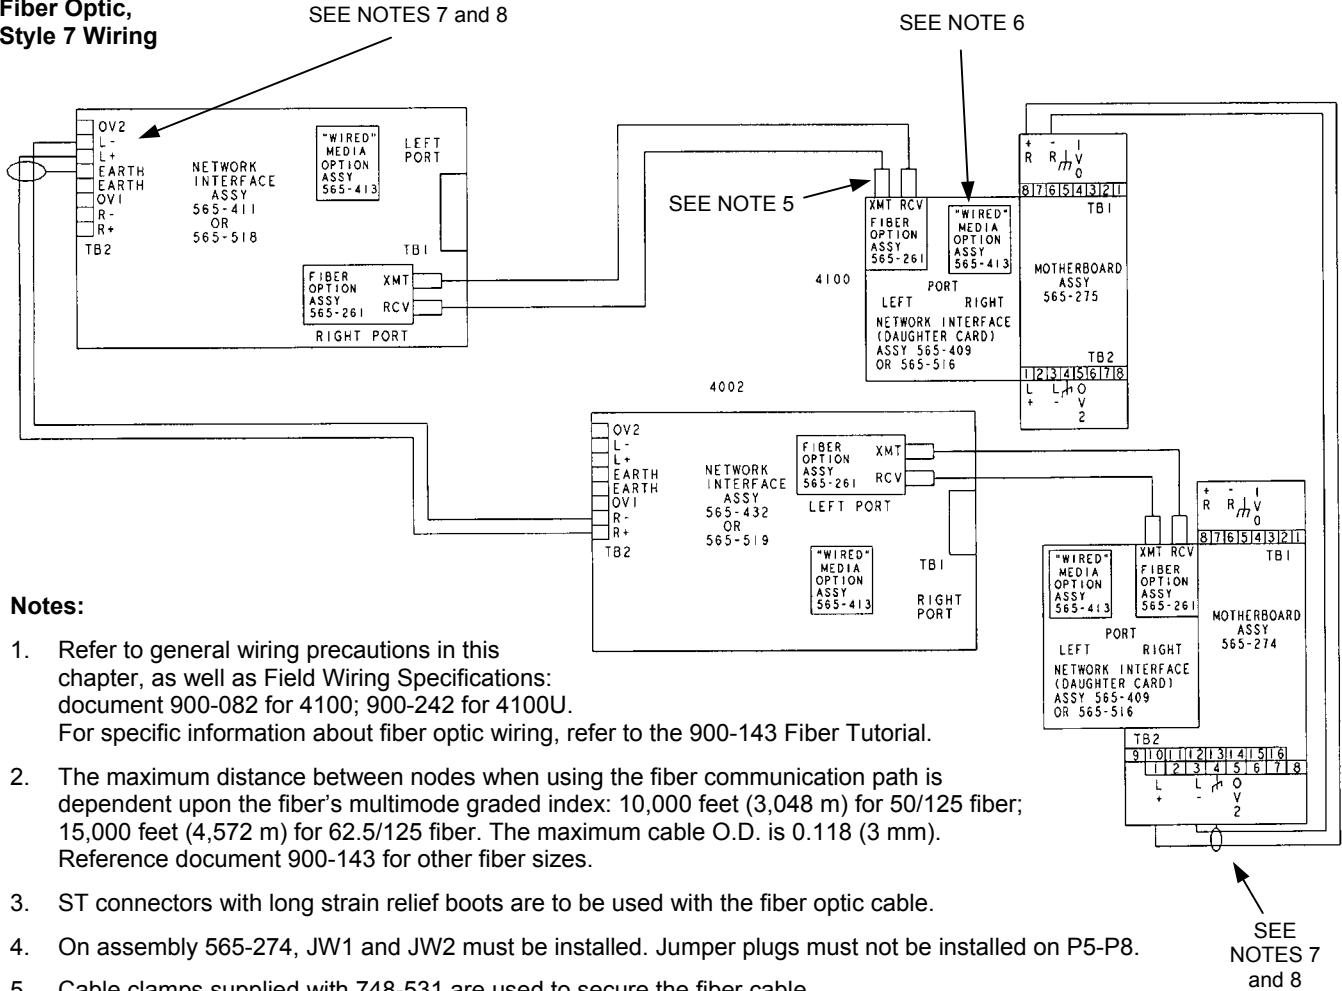 Fiber Optic,
Style 7 Wiring
SEE NOTES 7 and 8
SEE NOTE 6
OV2
L -
L+
EARTH
EARTH
OV1
R -
R+
TB2
NETWORK
INTERFACE
ASSY
565-411
OR
565-518
"WIRED"
MEDIA
OPTION
ASSY
565-413
LEFT
PORT
TB1
FIBER
OPTION
ASSY
565-261
XMT
RCV
RIGHT PORT
SEE NOTE 5
4100
XMT RCV
FIBER
OPTION
ASSY
565-261
"WIRED"
MEDIA
OPTION
ASSY
565-413
PORT
LEFT RIGHT
NETWORK INTERFACE
(DAUGHTER CARD)
ASSY 565-409
OR 565-516
+ - 1
R R V
0
8 7 6 5 4 3 2 1
TB1
MOTHERBOARD
ASSY
565-275
TB2
1 2 3 4 5 6 7 8
L L O
+ - V
2
4002
OV2
L -
L+
EARTH
EARTH
OV1
R -
R+
TB2
NETWORK
INTERFACE
ASSY
565-432
OR
565-519
FIBER
OPTION
ASSY
565-261
XMT
RCV
LEFT PORT
"WIRED"
MEDIA
OPTION
ASSY
565-413
TB1
RIGHT
PORT
+ - 1
R R V
0
8 7 6 5 4 3 2 1
TB1
"WIRED"
MEDIA
OPTION
ASSY
565-413
XMT RCV
FIBER
OPTION
ASSY
565-261
PORT
LEFT RIGHT
NETWORK INTERFACE
(DAUGHTER CARD)
ASSY 565-409
OR 565-516
MOTHERBOARD
ASSY
565-274
TB2
9 10 11 12 13 14 15 16
1 2 3 4 5 6 7 8
L L O
+ - V
2
SEE
NOTES 7
and 8
Notes:
1. Refer to general wiring precautions in this
chapter, as well as Field Wiring Specifications:
document 900-082 for 4100; 900-242 for 4100U.
For specific information about fiber optic wiring, refer to the 900-143 Fiber Tutorial.
2. The maximum distance between nodes when using the fiber communication path is
dependent upon the fiber's multimode graded index: 10,000 feet (3,048 m) for 50/125 fiber;
15,000 feet (4,572 m) for 62.5/125 fiber. The maximum cable O.D. is 0.118 (3 mm).
Reference document 900-143 for other fiber sizes.
3. ST connectors with long strain relief boots are to be used with the fiber optic cable.
4. On assembly 565-274, JW1 and JW2 must be installed. Jumper plugs must not be installed on P5-P8.
5. Cable clamps supplied with 748-531 are used to secure the fiber cable